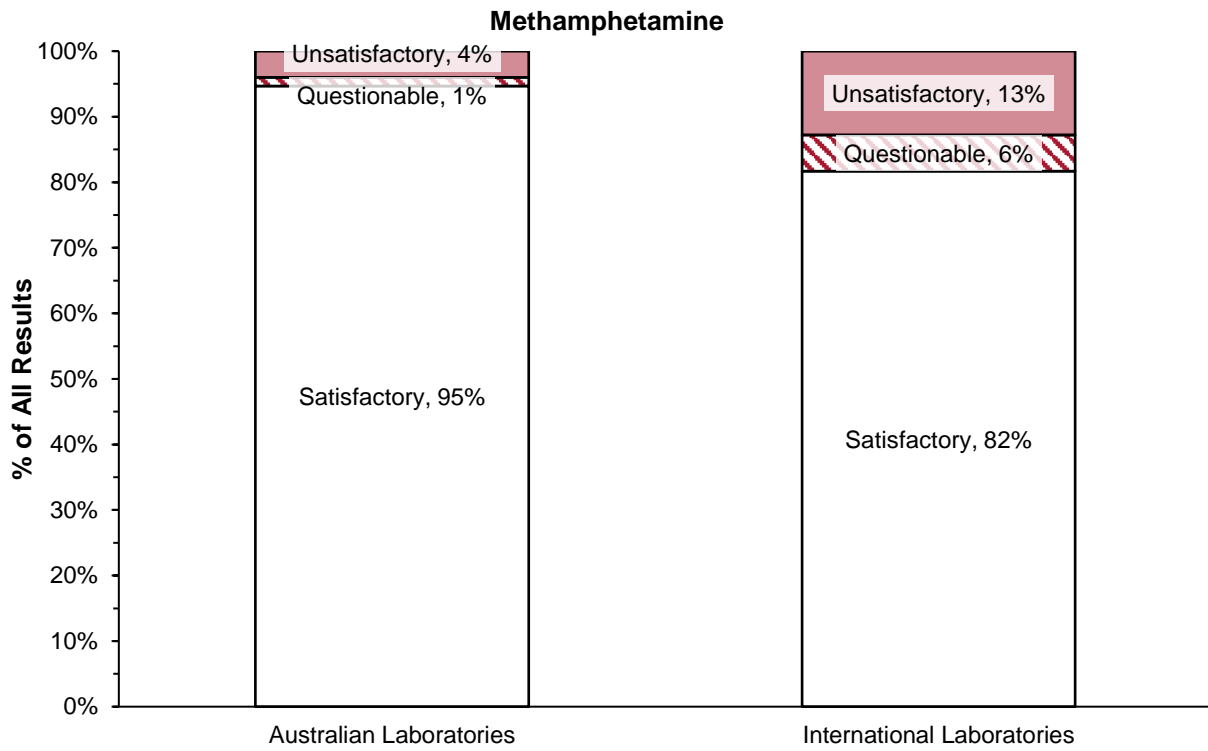 Methamphetamine
% of All Results
100%
90%
80%
70%
60%
50%
40%
30%
20%
10%
0%
Unsatisfactory, 4%
Questionable, 1%
Satisfactory, 95%
Unsatisfactory, 13%
Questionable, 6%
Satisfactory, 82%
Australian Laboratories
International Laboratories